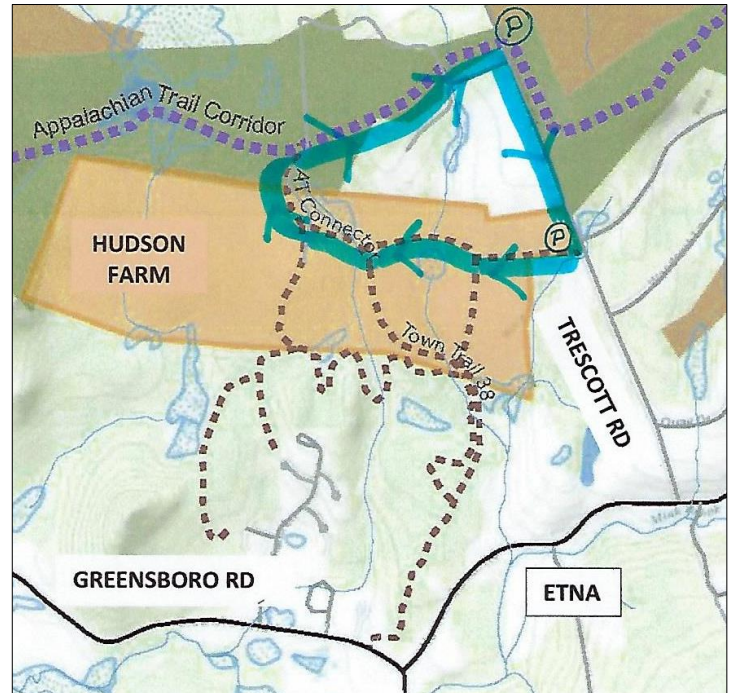 P
Appalachian Trail Corridor
AT Connector
P
HUDSON
FARM
Town Trail 38
TRESCOTT RD
GREENSBORO RD
ETNA